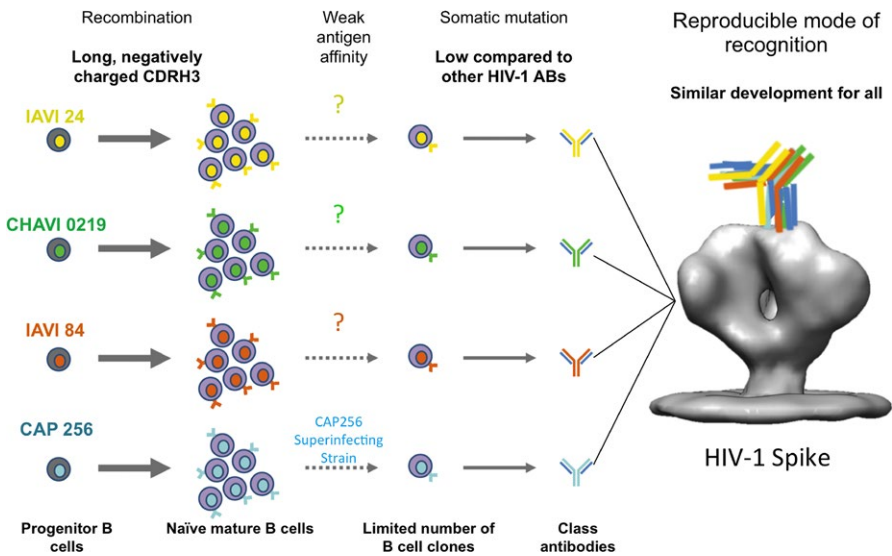 Recombination
Weak
antigen
affinity
Somatic mutation
Reproducible mode of
recognition
Long, negatively
charged CDRH3
Low compared to
other HIV-1 ABs
Similar development for all
IAVI 24
?
CHAVI 0219
?
IAVI 84
?
CAP 256
CAP256
Superinfecting
Strain
HIV-1 Spike
Progenitor B
cells
Naïve mature B cells
Limited number of
B cell clones
Class
antibodies